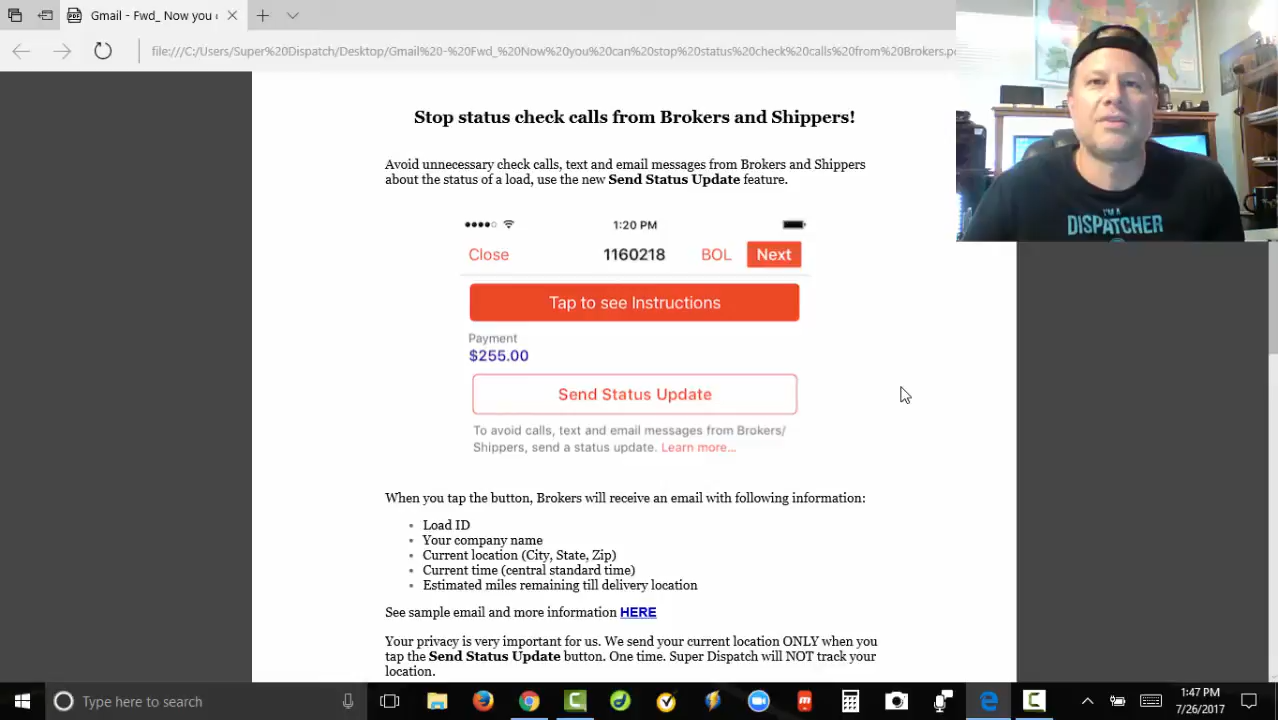 Gmail - Fwd_ Now you c
file:///C:/Users/Super%20Dispatch/Desktop/Gmail%20-%20Fwd_%20Now%20you%20can%20stop%20status%20check%20calls%20from%20Brokers.pd
I'M A
DISPATCHER
Stop status check calls from Brokers and Shippers!
Avoid unnecessary check calls, text and email messages from Brokers and Shippers
about the status of a load, use the new Send Status Update feature.
1:20 PM
Close 1160218 BOL Next
Tap to see Instructions
Payment
$255.00
Send Status Update
To avoid calls, text and email messages from Brokers/
Shippers, send a status update. Learn more...
When you tap the button, Brokers will receive an email with following information:
Load ID
Your company name
Current location (City, State, Zip)
Current time (central standard time)
Estimated miles remaining till delivery location
See sample email and more information HERE
Your privacy is very important for us. We send your current location ONLY when you
tap the Send Status Update button. One time. Super Dispatch will NOT track your
location.
Type here to search
1:47 PM
7/26/2017